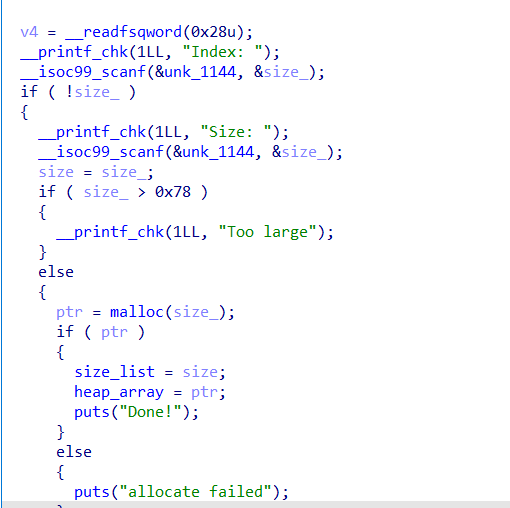 v4 = __readfsqword(0x28u);
__printf_chk(1LL, "Index: ");
__isoc99_scanf(&unk_1144, &size_);
if ( !size_ )
{
__printf_chk(1LL, "Size: ");
__isoc99_scanf(&unk_1144, &size_);
size = size_;
if ( size_ > 0x78 )
{
__printf_chk(1LL, "Too large");
}
else
{
ptr = malloc(size_);
if ( ptr )
{
size_list = size;
heap_array = ptr;
puts("Done!");
}
else
{
puts("allocate failed");